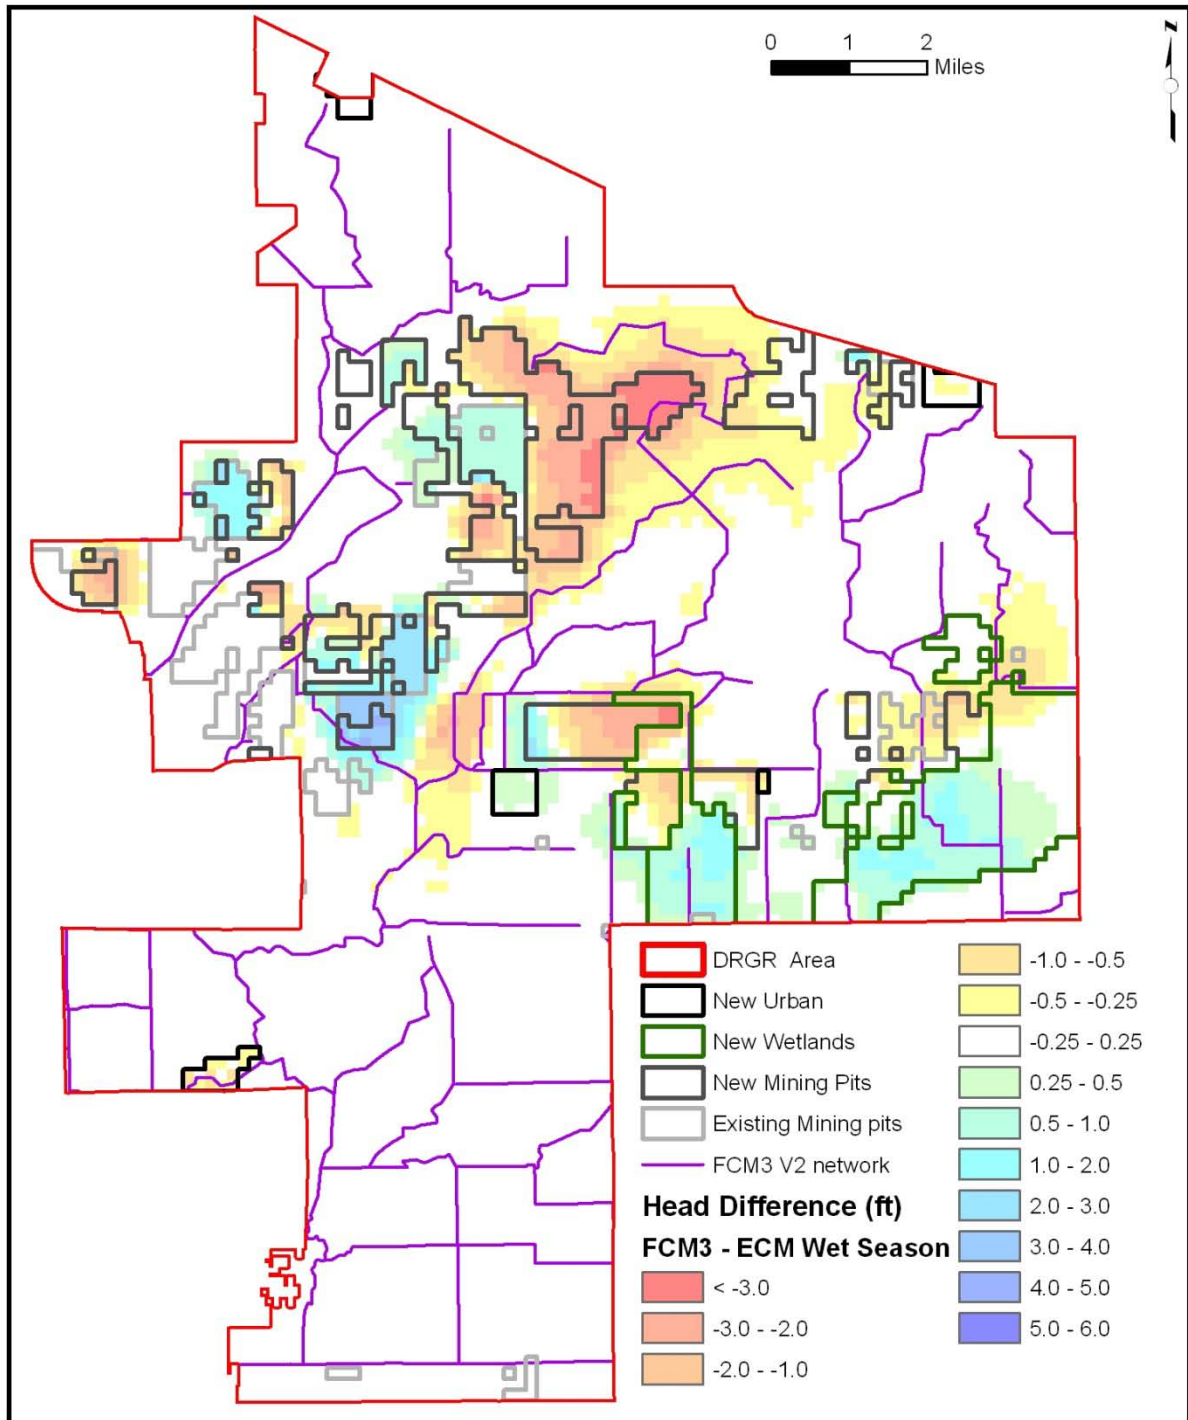 0 1 2
Miles
N
DRGR Area
New Urban
New Wetlands
New Mining Pits
Existing Mining pits
FCM3 V2 network
Head Difference (ft)
FCM3 - ECM Wet Season
< -3.0
-3.0 - -2.0
-2.0 - -1.0
-1.0 - -0.5
-0.5 - -0.25
-0.25 - 0.25
0.25 - 0.5
0.5 - 1.0
1.0 - 2.0
2.0 - 3.0
3.0 - 4.0
4.0 - 5.0
5.0 - 6.0